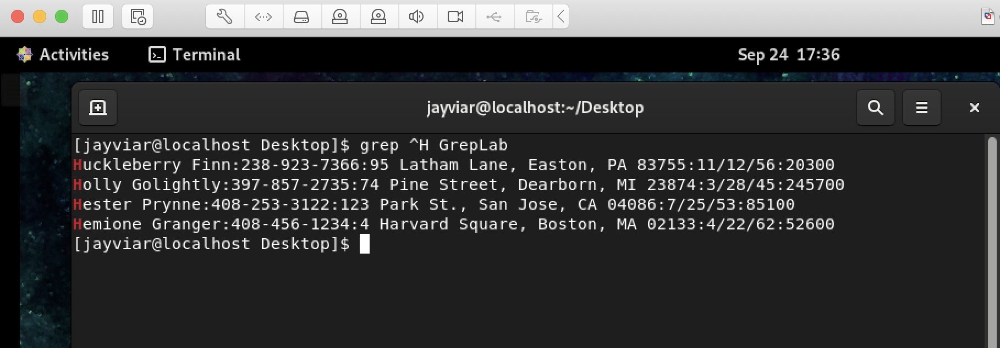 Activities Terminal Sep 24 17:36
jayviar@localhost:~/Desktop
[jayviar@localhost Desktop]$ grep ^H GrepLab
Huckleberry Finn:238-923-7366:95 Latham Lane, Easton, PA 83755:11/12/56:20300
Holly Golightly:397-857-2735:74 Pine Street, Dearborn, MI 23874:3/28/45:245700
Hester Prynne:408-253-3122:123 Park St., San Jose, CA 04086:7/25/53:85100
Hemione Granger:408-456-1234:4 Harvard Square, Boston, MA 02133:4/22/62:52600
[jayviar@localhost Desktop]$